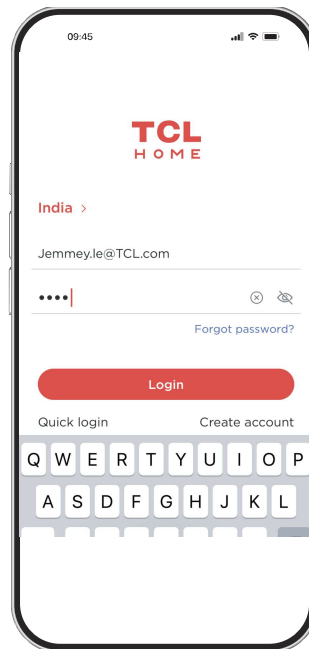 09:45
TCL
HOME
India >
Jemmey.le@TCL.com
••••
Forgot password?
Login
Quick login Create account
Q W E R T Y U I O P
A S D F G H J K L